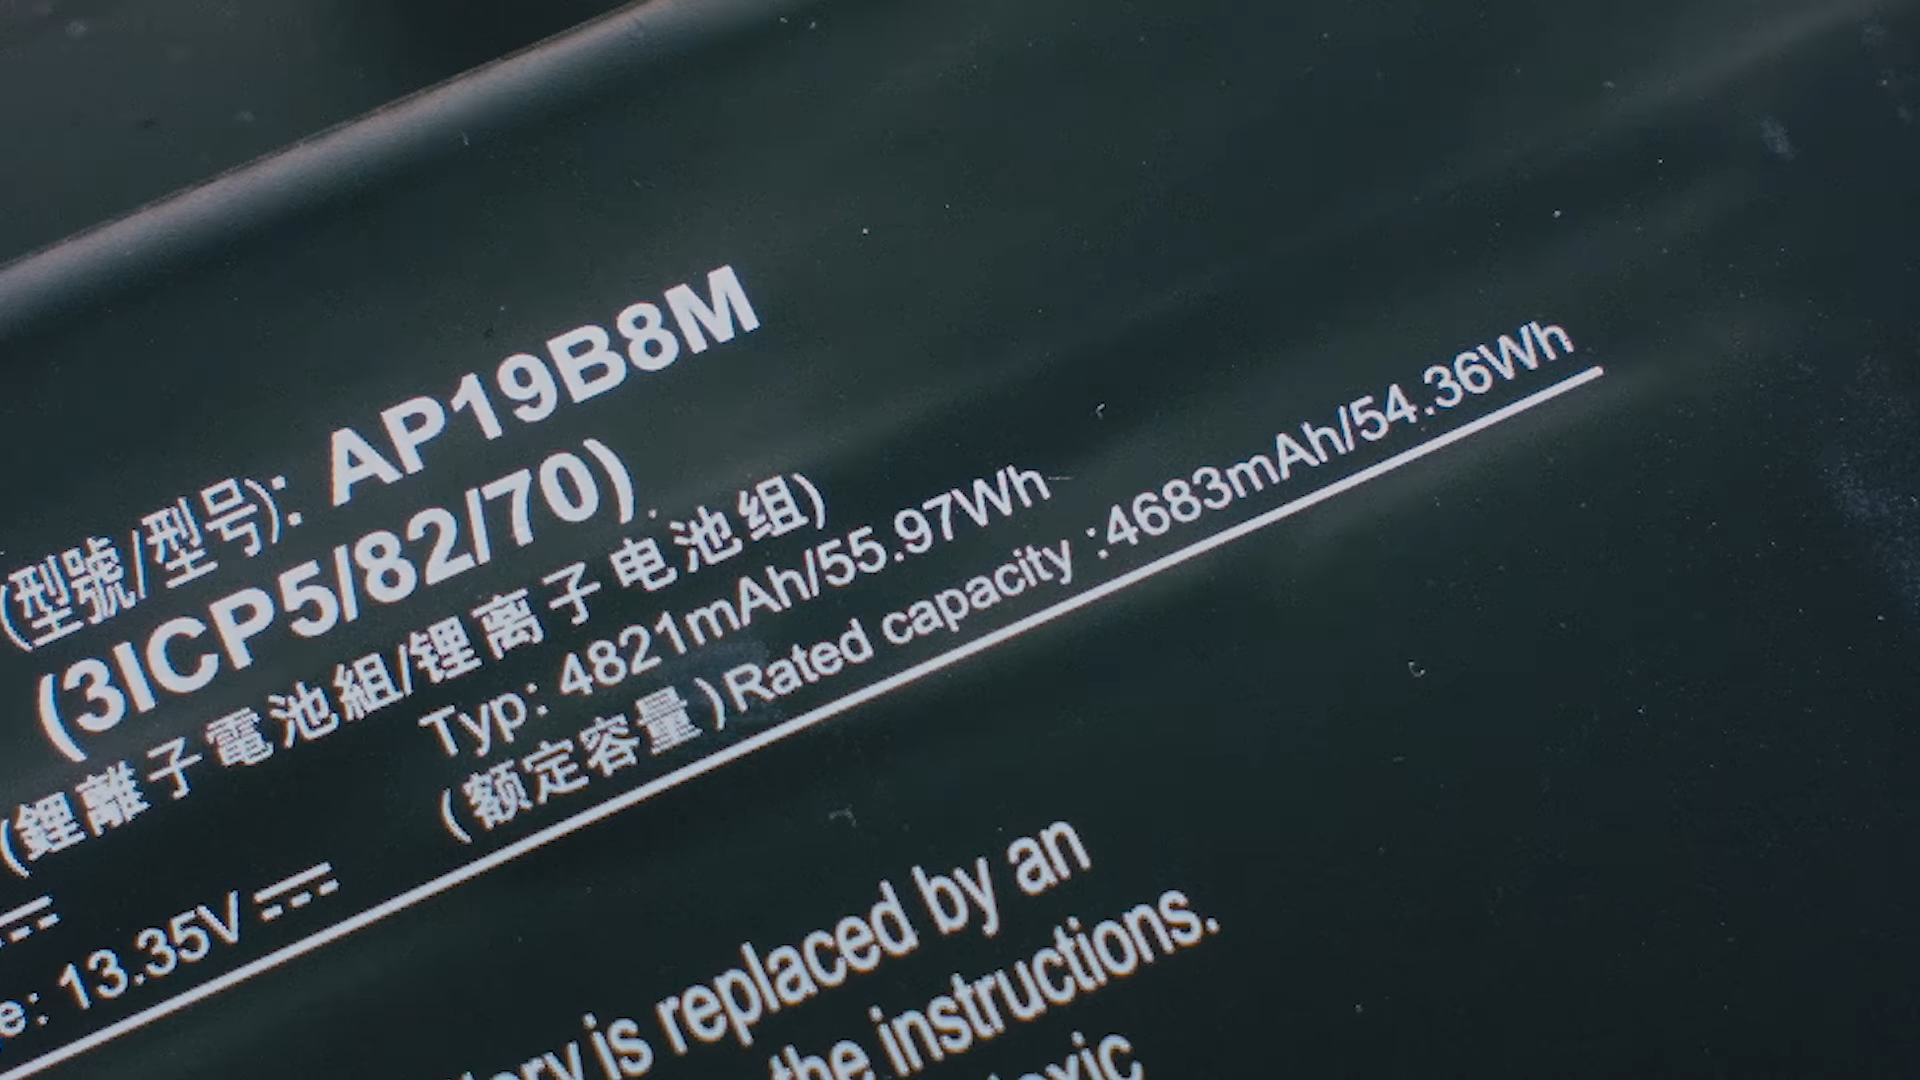 (型號/型号): AP19B8M
(3ICP5/82/70)
(鋰離子電池組/锂离子电池组)
Typ: 4821mAh/55.97Wh
(额定容量)Rated capacity :4683mAh/54.36Wh
e: 13.35V
is replaced by an
the instructions.